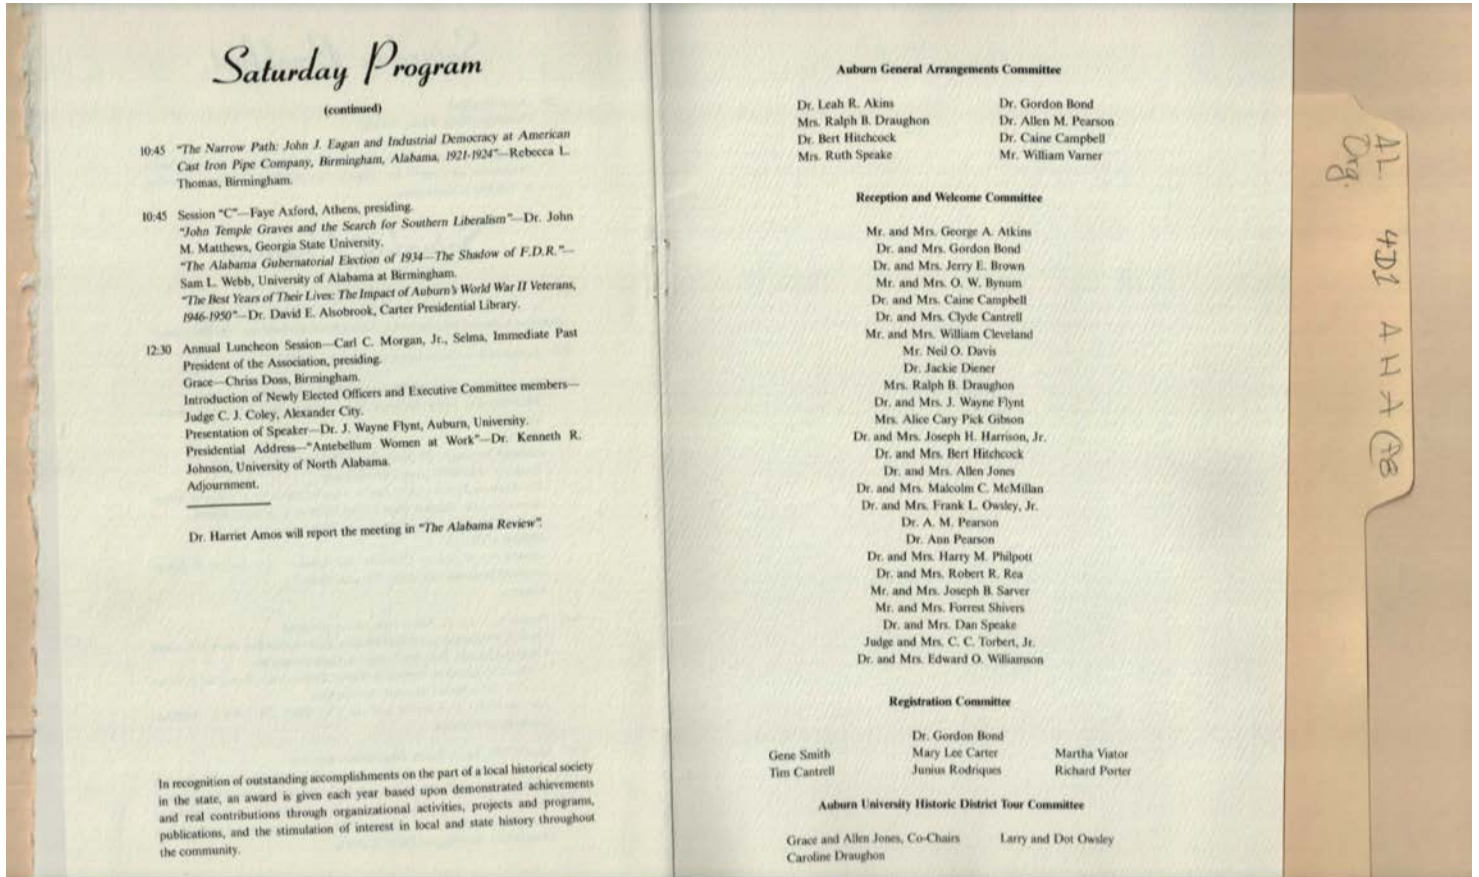 Saturday Program
(continued)
10:45 "The Narrow Path: John J. Eagan and Industrial Democracy at American
Cast Iron Pipe Company, Birmingham, Alabama, 1921-1924"—Rebecca L.
Thomas, Birmingham.
10:45 Session "C"—Faye Axford, Athens, presiding.
"John Temple Graves and the Search for Southern Liberalism"—Dr. John
M. Matthews, Georgia State University.
"The Alabama Gubernatorial Election of 1934—The Shadow of F.D.R."—
Sam L. Webb, University of Alabama at Birmingham.
"The Best Years of Their Lives: The Impact of Auburn's World War II Veterans,
1946-1950"—Dr. David E. Alsobrook, Carter Presidential Library.
12:30 Annual Luncheon Session—Carl C. Morgan, Jr., Selma, Immediate Past
President of the Association, presiding.
Grace—Chriss Doss, Birmingham.
Introduction of Newly Elected Officers and Executive Committee members—
Judge C. J. Coley, Alexander City.
Presentation of Speaker—Dr. J. Wayne Flynt, Auburn, University.
Presidential Address—"Antebellum Women at Work"—Dr. Kenneth R.
Johnson, University of North Alabama.
Adjournment.
Dr. Harriet Amos will report the meeting in "The Alabama Review".
In recognition of outstanding accomplishments on the part of a local historical society
in the state, an award is given each year based upon demonstrated achievements
and real contributions through organizational activities, projects and programs,
publications, and the stimulation of interest in local and state history throughout
the community.
Auburn General Arrangements Committee
Dr. Leah R. Akins Dr. Gordon Bond
Mrs. Ralph B. Draughon Dr. Allen M. Pearson
Dr. Bert Hitchcock Dr. Caine Campbell
Mrs. Ruth Speake Mr. William Varner
Reception and Welcome Committee
Mr. and Mrs. George A. Atkins
Dr. and Mrs. Gordon Bond
Dr. and Mrs. Jerry E. Brown
Mr. and Mrs. O. W. Bynum
Dr. and Mrs. Caine Campbell
Dr. and Mrs. Clyde Cantrell
Mr. and Mrs. William Cleveland
Mr. Neil O. Davis
Dr. Jackie Diener
Mrs. Ralph B. Draughon
Dr. and Mrs. J. Wayne Flynt
Mrs. Alice Cary Pick Gibson
Dr. and Mrs. Joseph H. Harrison, Jr.
Dr. and Mrs. Bert Hitchcock
Dr. and Mrs. Allen Jones
Dr. and Mrs. Malcolm C. McMillan
Dr. and Mrs. Frank L. Owsley, Jr.
Dr. A. M. Pearson
Dr. Ann Pearson
Dr. and Mrs. Harry M. Philpott
Dr. and Mrs. Robert R. Rea
Mr. and Mrs. Joseph B. Sarver
Mr. and Mrs. Forrest Shivers
Dr. and Mrs. Dan Speake
Judge and Mrs. C. C. Torbert, Jr.
Dr. and Mrs. Edward O. Williamson
Registration Committee
Dr. Gordon Bond
Gene Smith Mary Lee Carter Martha Viator
Tim Cantrell Junius Rodriques Richard Porter
Auburn University Historic District Tour Committee
Grace and Allen Jones, Co-Chairs Larry and Dot Owsley
Caroline Draughon
AL. 4D1 A H A
Org.